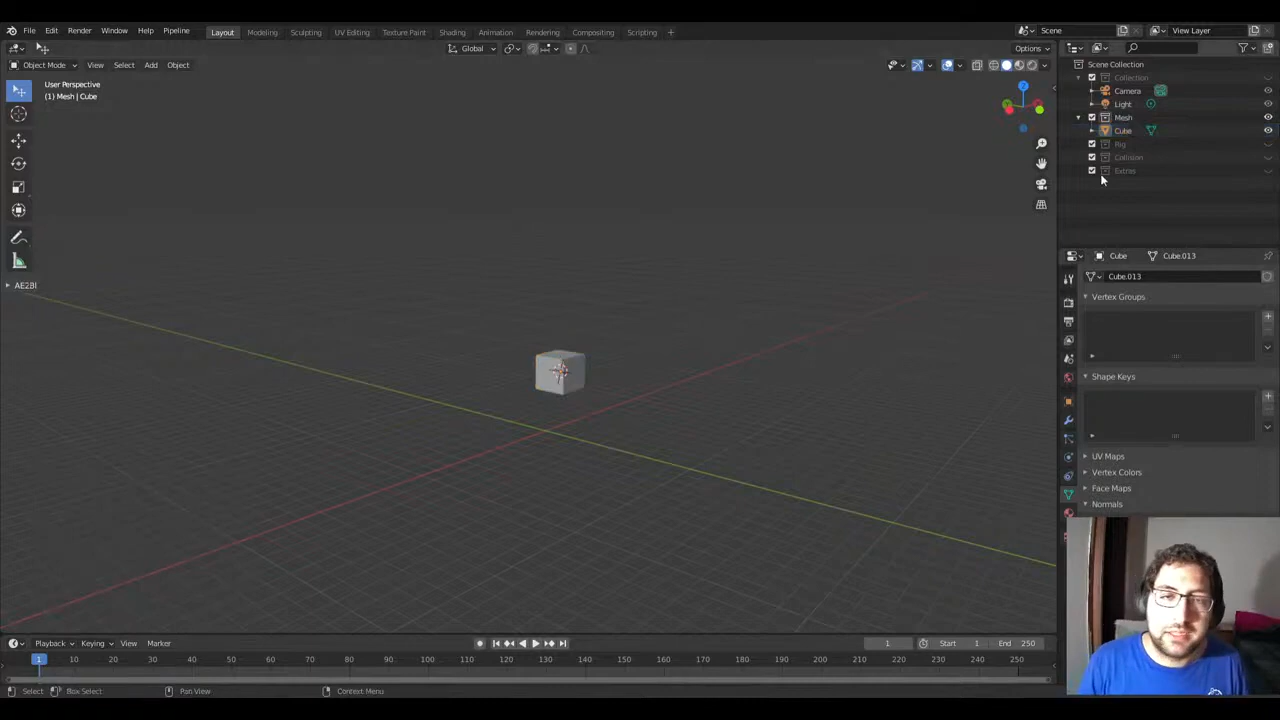 File Edit Render Window Help Pipeline Layout Modeling Sculpting UV Editing Texture Paint Shading Animation Rendering Compositing Scripting + Scene View Layer
Global Options
Object Mode View Select Add Object
User Perspective
(1) Mesh | Cube
Z
AE2Bl
Scene Collection
Collection
Camera
Light
Mesh
Cube
Rig
Collision
Extras
Cube Cube.013
Cube.013
Vertex Groups
Shape Keys
UV Maps
Vertex Colors
Face Maps
Normals
Playback Keying View Marker 1 Start 1 End 250
1 10 20 30 40 50 60 70 80 90 100 110 120 130 140 150 160 170 180 190 200 210 220 230 240 250
Select Box Select Pan View Context Menu